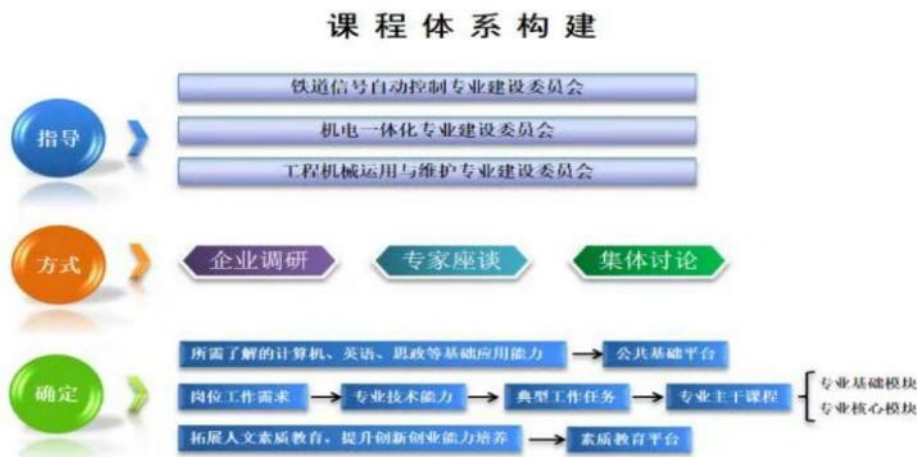 课程体系构建
指导
铁道信号自动控制专业建设委员会
机电一体化专业建设委员会
工程机械运用与维护专业建设委员会
方式
企业调研
专家座谈
集体讨论
确定
所需了解的计算机、英语、思政等基础应用能力
公共基础平台
岗位工作需求
专业技术能力
典型工作任务
专业主干课程
专业基础模块
专业核心模块
拓展人文素质教育，提升创新创业能力培养
素质教育平台